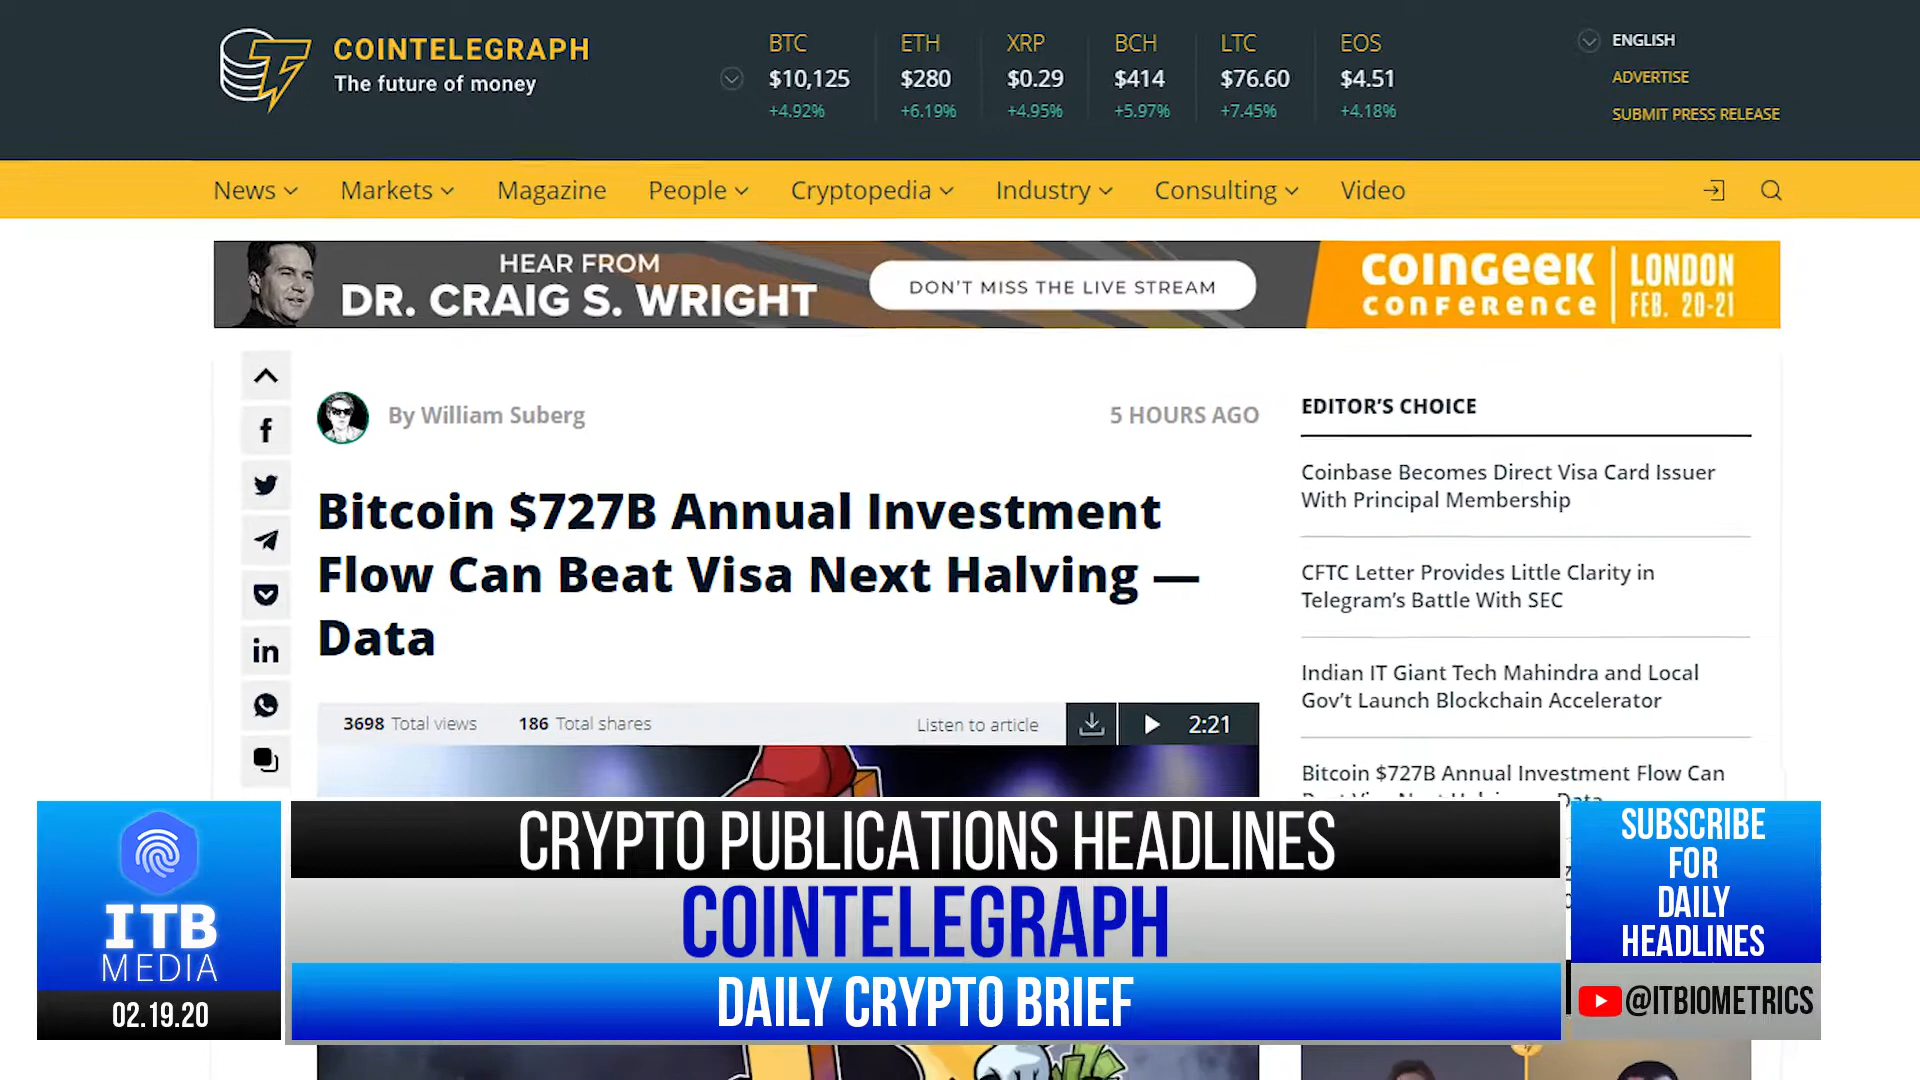 COINTELEGRAPH
The future of money
BTC
$10,125
+4.92%
ETH
$280
+6.19%
XRP
$0.29
+4.95%
BCH
$414
+5.97%
LTC
$76.60
+7.45%
EOS
$4.51
+4.18%
ENGLISH
ADVERTISE
SUBMIT PRESS RELEASE
News Markets Magazine People Cryptopedia Industry Consulting Video
HEAR FROM
DR. CRAIG S. WRIGHT
DON'T MISS THE LIVE STREAM
COINGEEK
CONFERENCE
LONDON
FEB. 20-21
By William Suberg
5 HOURS AGO
Bitcoin $727B Annual Investment
Flow Can Beat Visa Next Halving —
Data
3698 Total views 186 Total shares
Listen to article
2:21
EDITOR'S CHOICE
Coinbase Becomes Direct Visa Card Issuer
With Principal Membership
CFTC Letter Provides Little Clarity in
Telegram's Battle With SEC
Indian IT Giant Tech Mahindra and Local
Gov't Launch Blockchain Accelerator
Bitcoin $727B Annual Investment Flow Can
ITB
MEDIA
02.19.20
CRYPTO PUBLICATIONS HEADLINES
COINTELEGRAPH
DAILY CRYPTO BRIEF
SUBSCRIBE
FOR
DAILY
HEADLINES
@ITBIOMETRICS